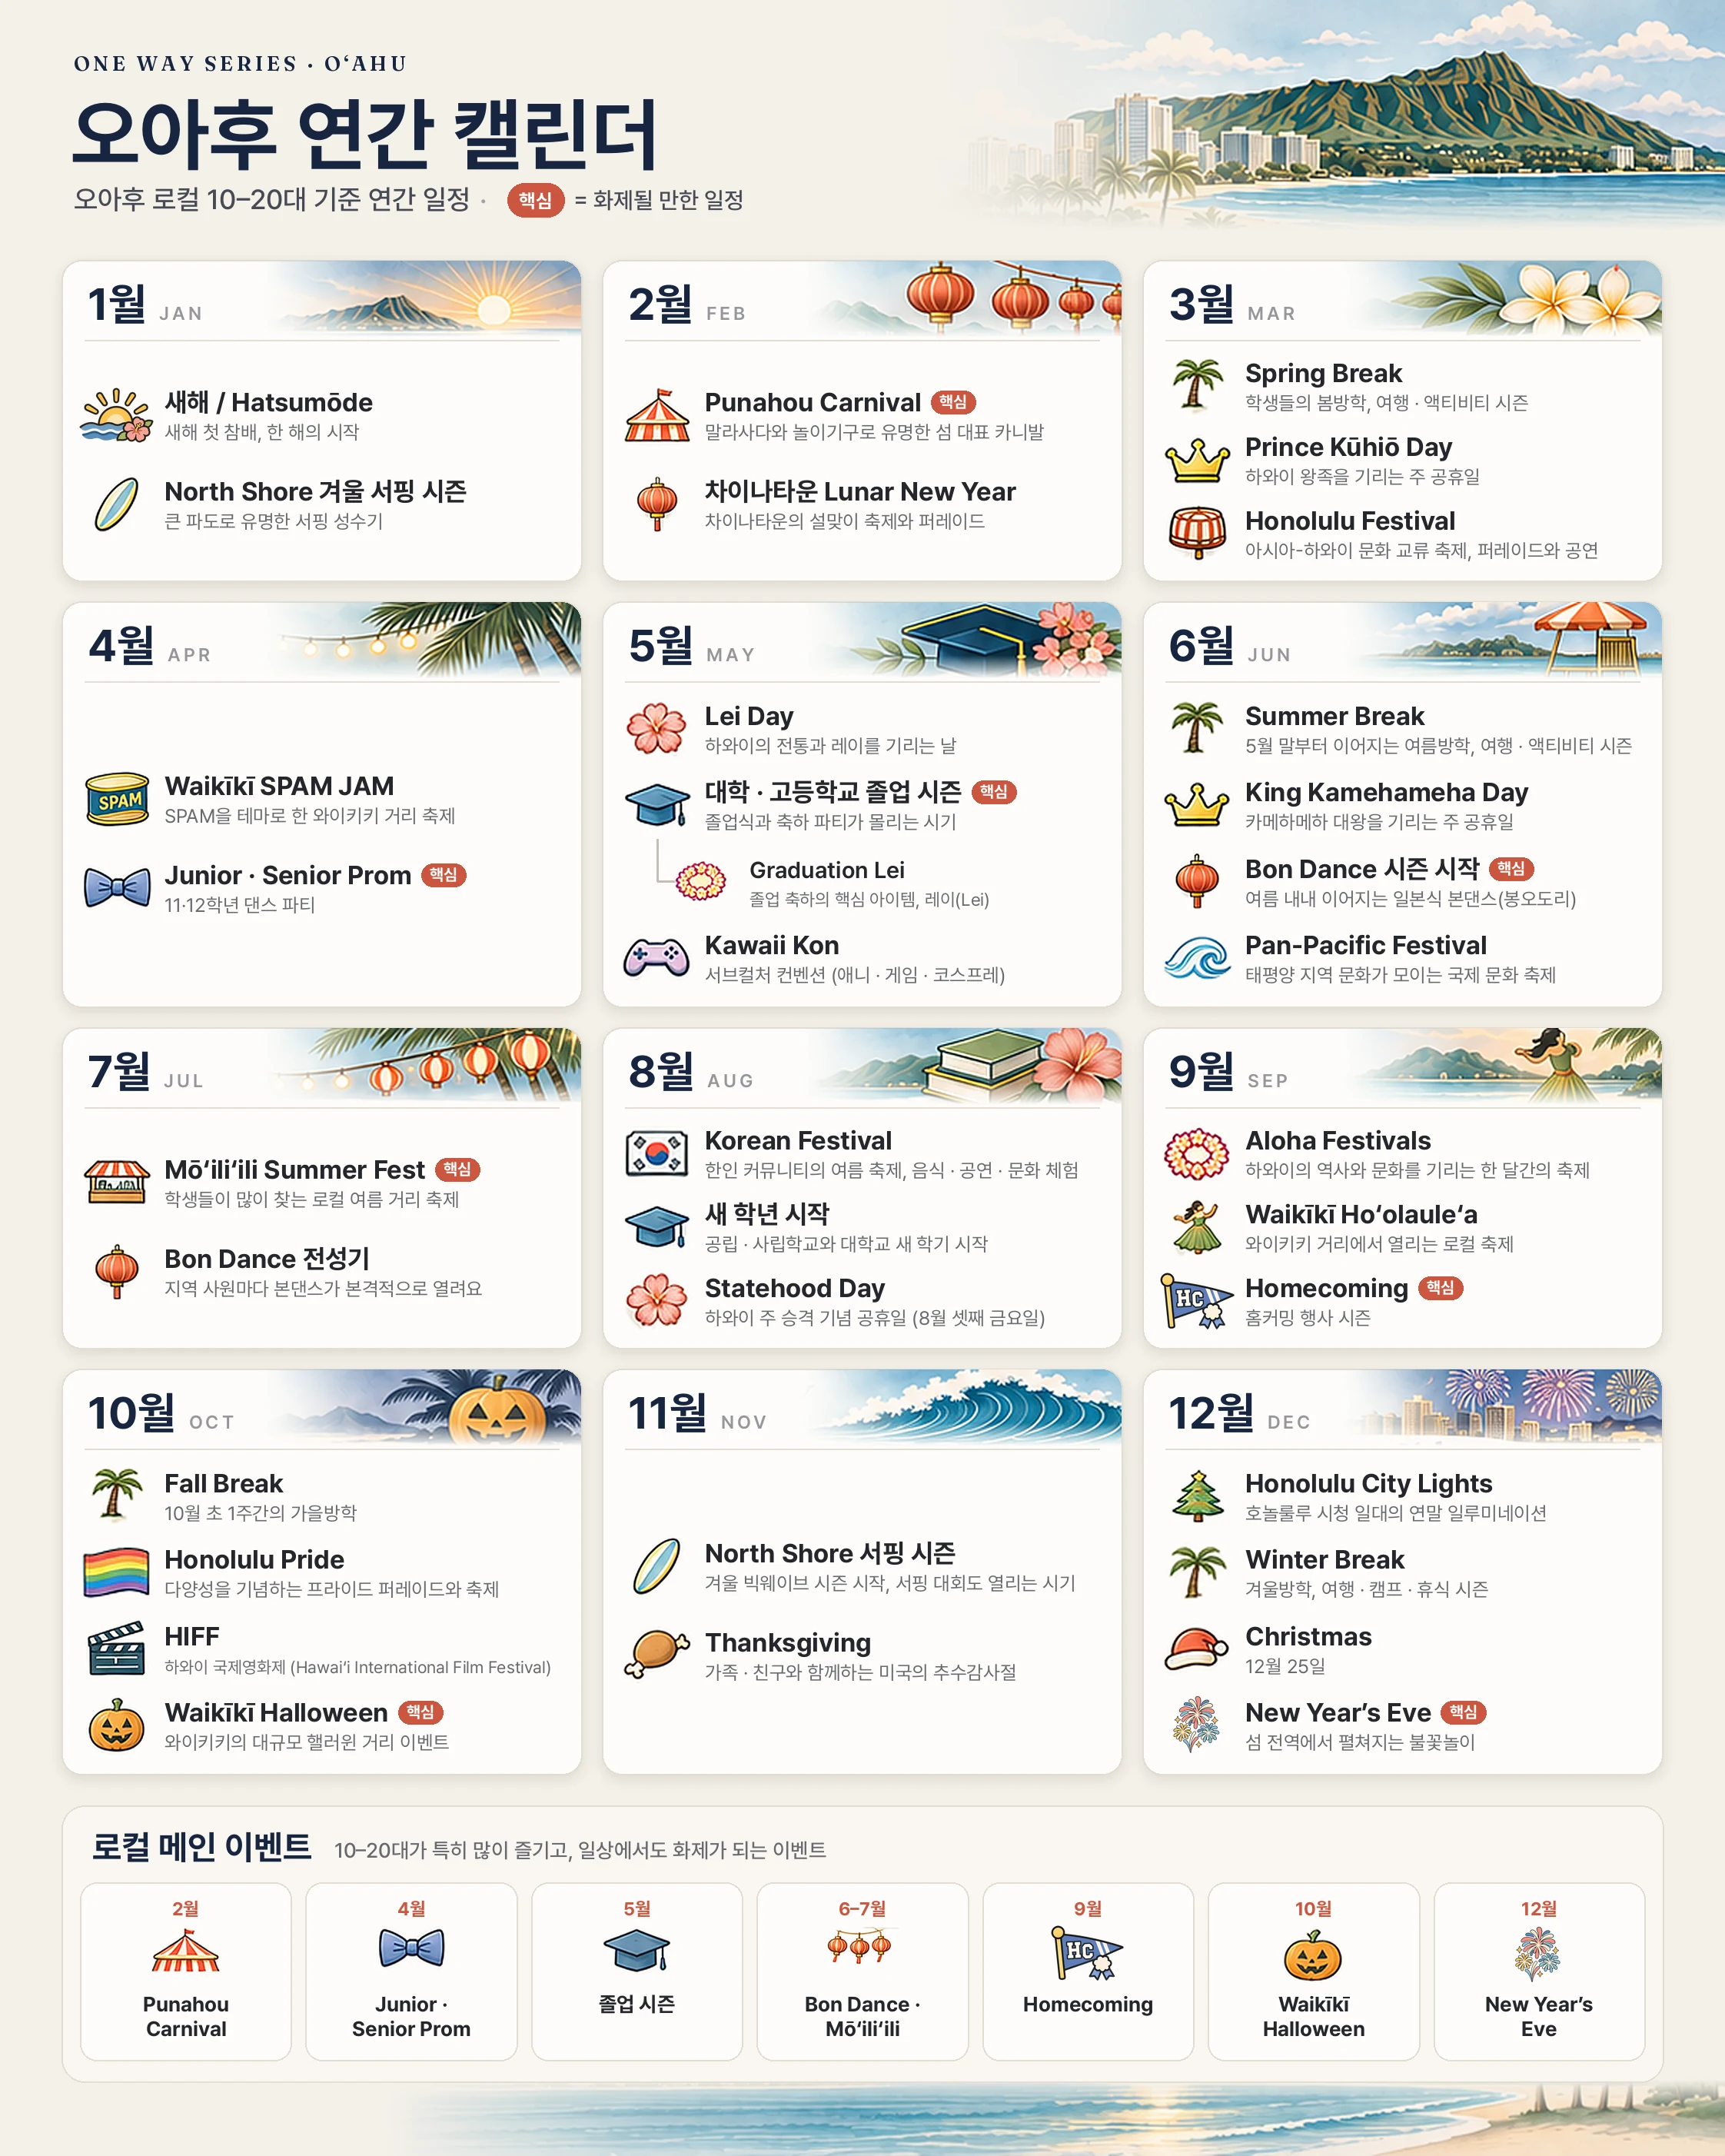 ONE WAY SERIES · OʻAHU
오아후 연간 캘린더
오아후 로컬 10–20대 기준 연간 일정 · 핵심 = 화제될 만한 일정
1월 JAN
새해 / Hatsumōde
새해 첫 참배, 한 해의 시작
North Shore 겨울 서핑 시즌
큰 파도로 유명한 서핑 성수기
2월 FEB
Punahou Carnival 핵심
말라사다와 놀이기구로 유명한 섬 대표 카니발
차이나타운 Lunar New Year
차이나타운의 설맞이 축제와 퍼레이드
3월 MAR
Spring Break
학생들의 봄방학, 여행 · 액티비티 시즌
Prince Kūhiō Day
하와이 왕족을 기리는 주 공휴일
Honolulu Festival
아시아-하와이 문화 교류 축제, 퍼레이드와 공연
4월 APR
SPAM
Waikīkī SPAM JAM
SPAM을 테마로 한 와이키키 거리 축제
Junior · Senior Prom 핵심
11·12학년 댄스 파티
5월 MAY
Lei Day
하와이의 전통과 레이를 기리는 날
대학 · 고등학교 졸업 시즌 핵심
졸업식과 축하 파티가 몰리는 시기
Graduation Lei
졸업 축하의 핵심 아이템, 레이(Lei)
Kawaii Kon
서브컬처 컨벤션 (애니 · 게임 · 코스프레)
6월 JUN
Summer Break
5월 말부터 이어지는 여름방학, 여행 · 액티비티 시즌
King Kamehameha Day
카메하메하 대왕을 기리는 주 공휴일
Bon Dance 시즌 시작 핵심
여름 내내 이어지는 일본식 본댄스(봉오도리)
Pan-Pacific Festival
태평양 지역 문화가 모이는 국제 문화 축제
7월 JUL
Mōʻiliʻili Summer Fest 핵심
학생들이 많이 찾는 로컬 여름 거리 축제
Bon Dance 전성기
지역 사원마다 본댄스가 본격적으로 열려요
8월 AUG
Korean Festival
한인 커뮤니티의 여름 축제, 음식 · 공연 · 문화 체험
새 학년 시작
공립 · 사립학교와 대학교 새 학기 시작
Statehood Day
하와이 주 승격 기념 공휴일 (8월 셋째 금요일)
9월 SEP
Aloha Festivals
하와이의 역사와 문화를 기리는 한 달간의 축제
Waikīkī Hoʻolauleʻa
와이키키 거리에서 열리는 로컬 축제
HC
Homecoming 핵심
홈커밍 행사 시즌
10월 OCT
Fall Break
10월 초 1주간의 가을방학
Honolulu Pride
다양성을 기념하는 프라이드 퍼레이드와 축제
HIFF
하와이 국제영화제 (Hawaiʻi International Film Festival)
Waikīkī Halloween 핵심
와이키키의 대규모 핼러윈 거리 이벤트
11월 NOV
North Shore 서핑 시즌
겨울 빅웨이브 시즌 시작, 서핑 대회도 열리는 시기
Thanksgiving
가족 · 친구와 함께하는 미국의 추수감사절
12월 DEC
Honolulu City Lights
호놀룰루 시청 일대의 연말 일루미네이션
Winter Break
겨울방학, 여행 · 캠프 · 휴식 시즌
Christmas
12월 25일
New Year’s Eve 핵심
섬 전역에서 펼쳐지는 불꽃놀이
로컬 메인 이벤트 10–20대가 특히 많이 즐기고, 일상에서도 화제가 되는 이벤트
2월
Punahou
Carnival
4월
Junior ·
Senior Prom
5월
졸업 시즌
6–7월
Bon Dance ·
Mōʻiliʻili
9월
HC
Homecoming
10월
Waikīkī
Halloween
12월
New Year’s
Eve